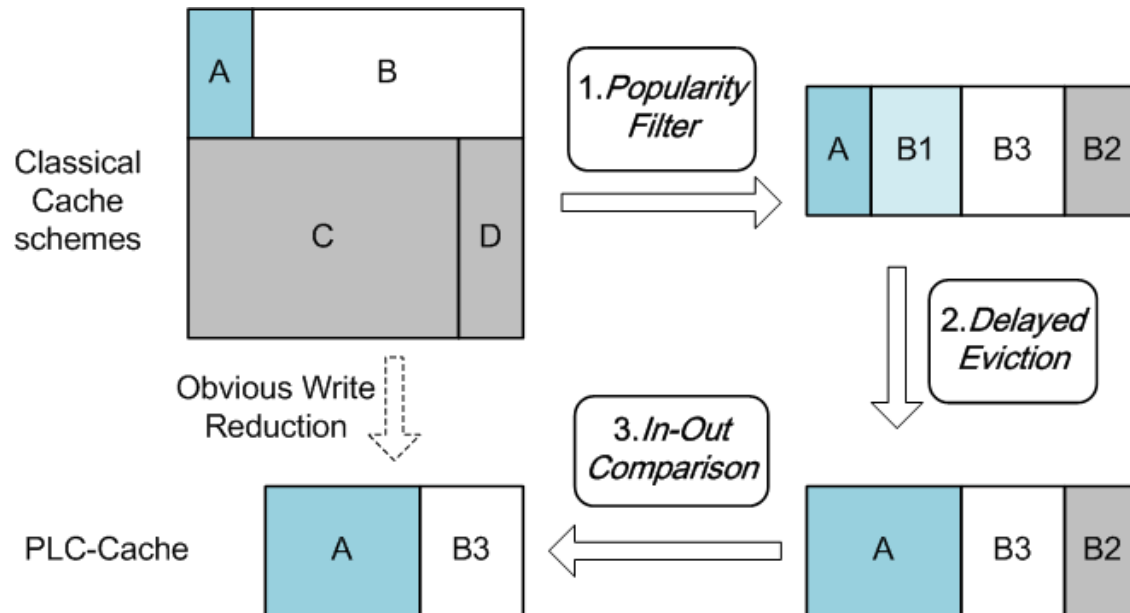 A
B
Classical
Cache
schemes
C
D
1.Popularity
Filter
A
B1
B3
B2
2.Delayed
Eviction
Obvious Write
Reduction
3.In-Out
Comparison
PLC-Cache
A
B3
A
B3
B2